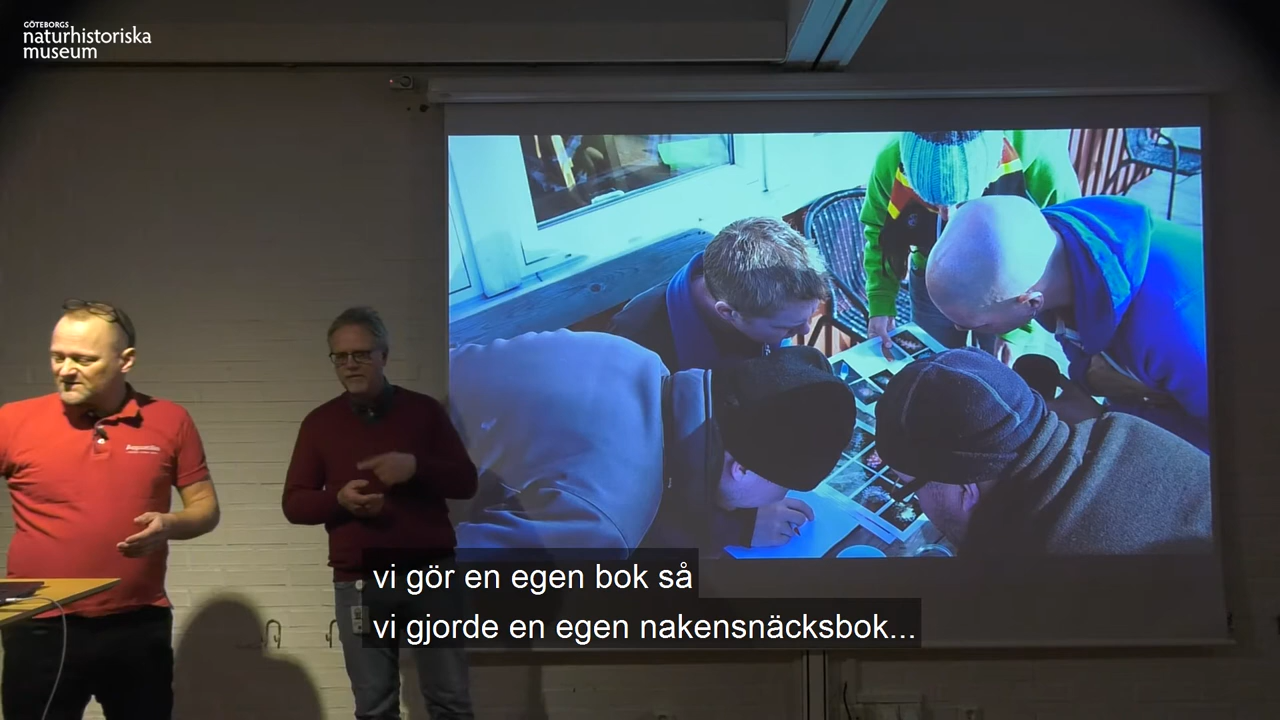 GÖTEBORGS
naturhistoriska
museum
vi gör en egen bok så
vi gjorde en egen nakensnäcksbok...